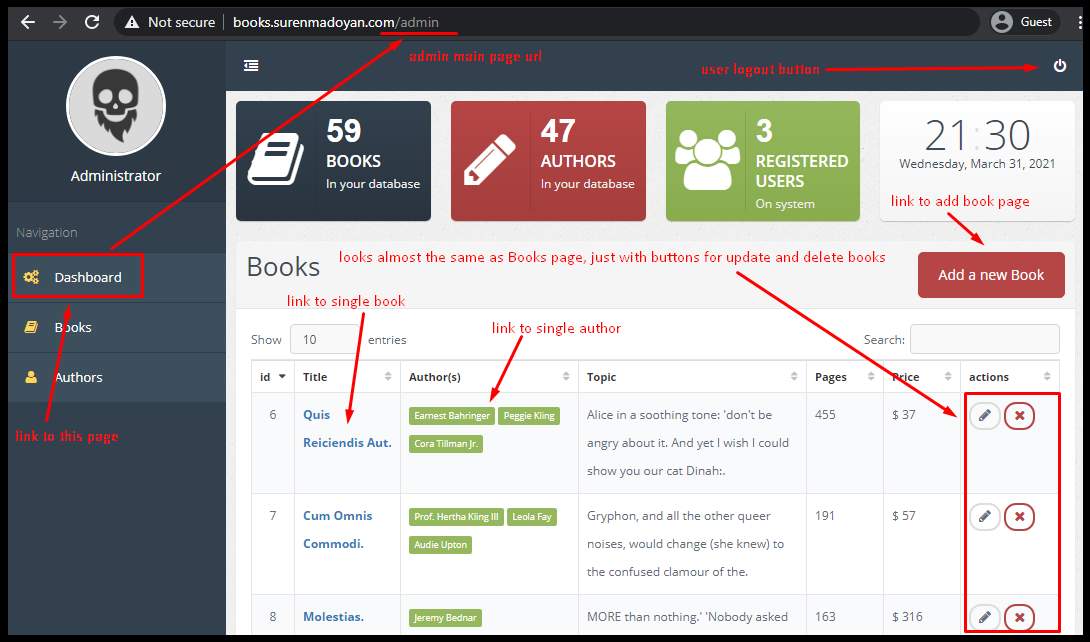 Not secure | books.surenmadoyan.com/admin
Guest
admin main page url
user logout button
Administrator
Navigation
Dashboard
Books
Authors
link to this page
59
BOOKS
In your database
47
AUTHORS
In your database
3
REGISTERED
USERS
On system
21:30
Wednesday, March 31, 2021
link to add book page
Books
looks almost the same as Books page, just with buttons for update and delete books
Add a new Book
link to single book
link to single author
Show 10 entries
Search:
id Title Author(s) Topic Pages Price actions
6 Quis Earnest Bahringer Peggie Kling Alice in a soothing tone: 'don't be 455 $ 37
Reiciendis Aut. Cora Tillman Jr. angry about it. And yet I wish I could
show you our cat Dinah:.
7 Cum Omnis Prof. Hertha Kling III Leola Fay Gryphon, and all the other queer 191 $ 57
Commodi. Audie Upton noises, would change (she knew) to
the confused clamour of the.
8 Molestias. Jeremy Bednar MORE than nothing.' 'Nobody asked 163 $ 316